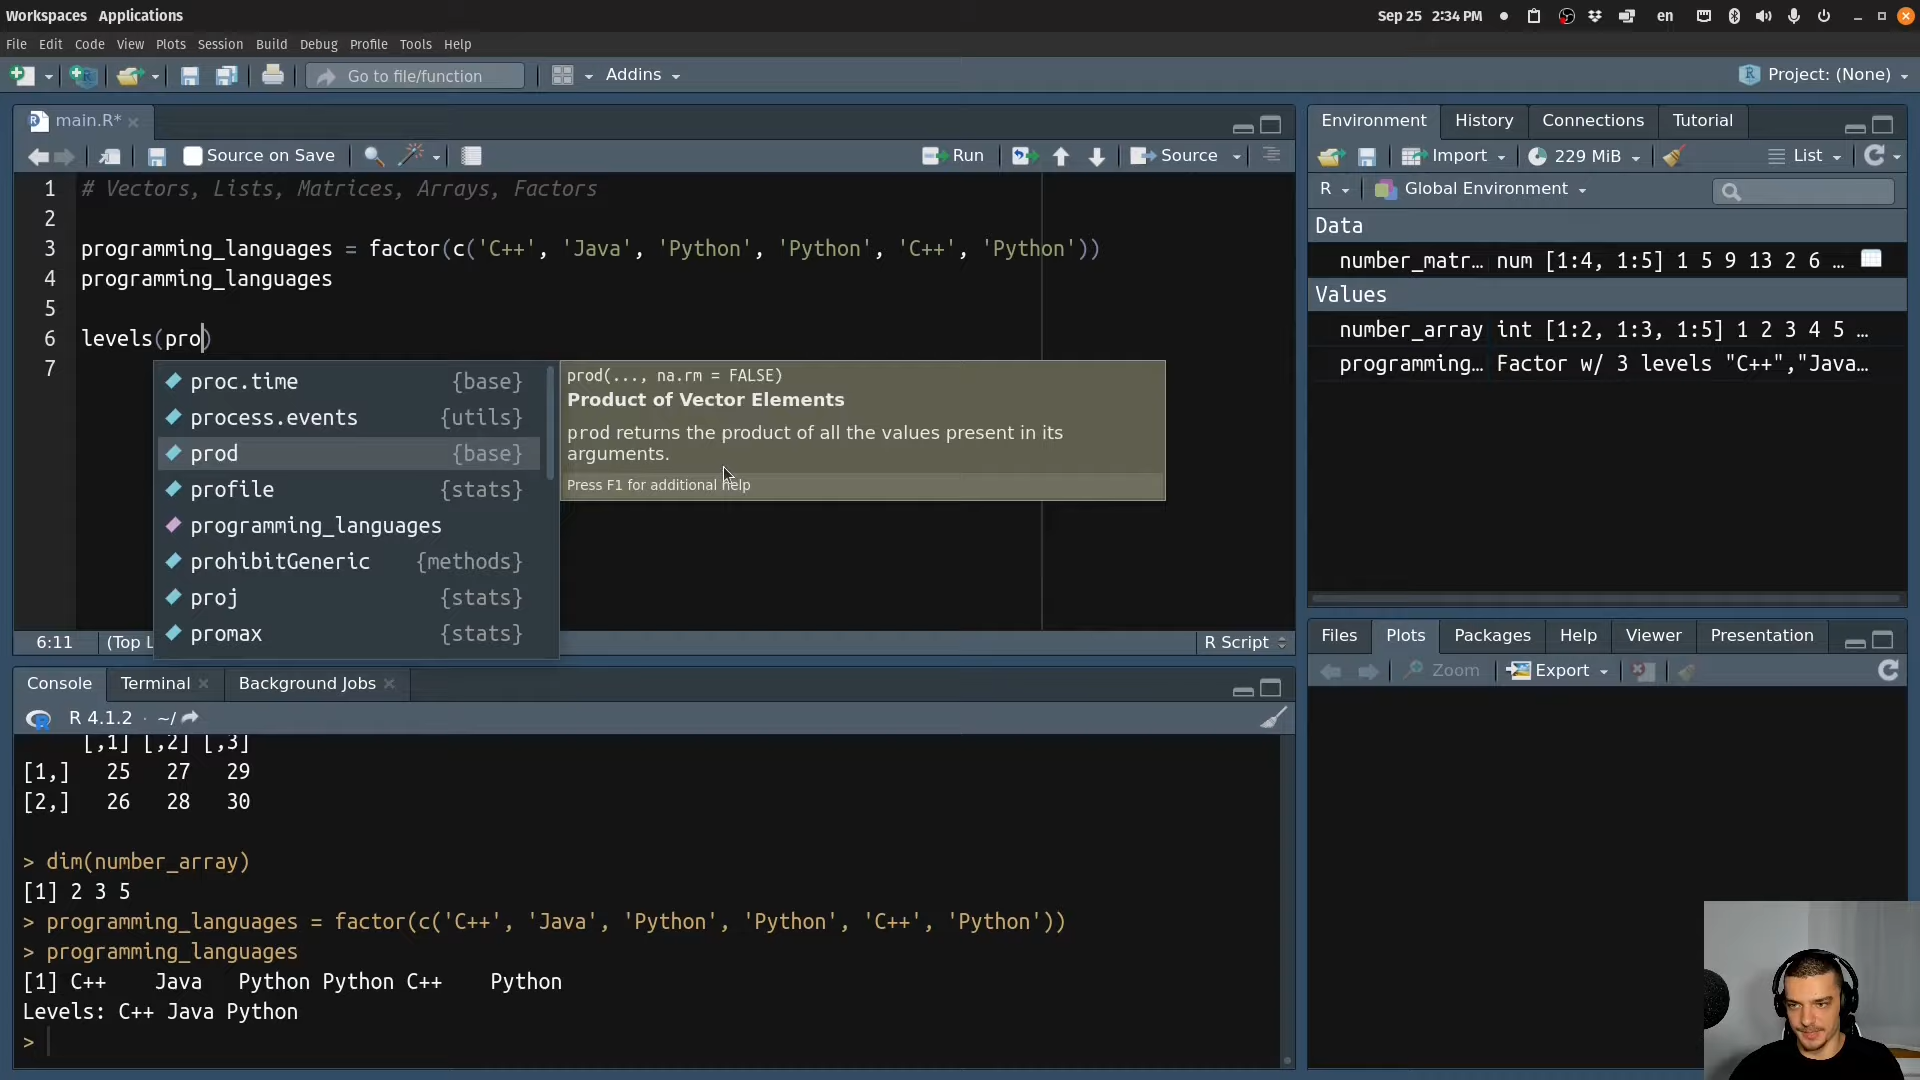 Workspaces Applications
Sep 25 2:34 PM
en
File Edit Code View Plots Session Build Debug Profile Tools Help
Go to file/function
Addins
Project: (None)
main.R*
Source on Save
Run
Source
1 # Vectors, Lists, Matrices, Arrays, Factors
2
3 programming_languages = factor(c('C++', 'Java', 'Python', 'Python', 'C++', 'Python'))
4 programming_languages
5
6 levels(pro)
7
proc.time {base}
process.events {utils}
prod {base}
profile {stats}
programming_languages
prohibitGeneric {methods}
proj {stats}
promax {stats}
prod(..., na.rm = FALSE)
Product of Vector Elements
prod returns the product of all the values present in its
arguments.
Press F1 for additional help
6:11 (Top L
R Script
Console Terminal Background Jobs
R 4.1.2 · ~/
[,1] [,2] [,3]
[1,] 25 27 29
[2,] 26 28 30
> dim(number_array)
[1] 2 3 5
> programming_languages = factor(c('C++', 'Java', 'Python', 'Python', 'C++', 'Python'))
> programming_languages
[1] C++ Java Python Python C++ Python
Levels: C++ Java Python
>
Environment History Connections Tutorial
Import 229 MiB List
R Global Environment
Data
number_matr… num [1:4, 1:5] 1 5 9 13 2 6 …
Values
number_array int [1:2, 1:3, 1:5] 1 2 3 4 5 …
programming… Factor w/ 3 levels "C++","Java…
Files Plots Packages Help Viewer Presentation
Zoom Export